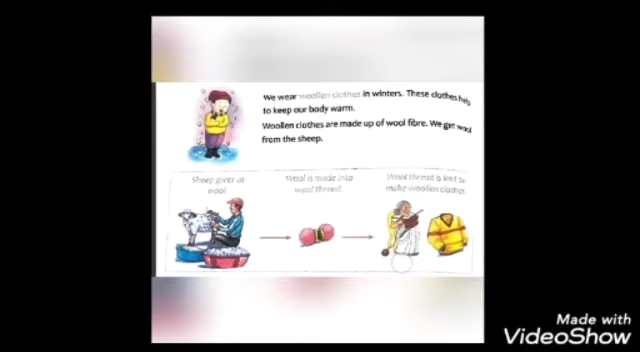 We wear woollen clothes in winters. These clothes help
to keep our body warm.
Woollen clothes are made up of wool fibre. We get wool
from the sheep.
Sheep gives us
wool.
Wool is made into
wool thread.
Wool thread is knit to
make woollen clothes.
Made with
VideoShow